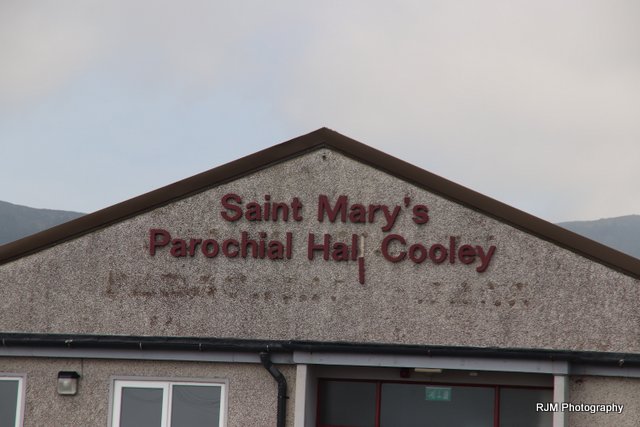 Saint Mary's
Parochial Hall Cooley
RJM Photography